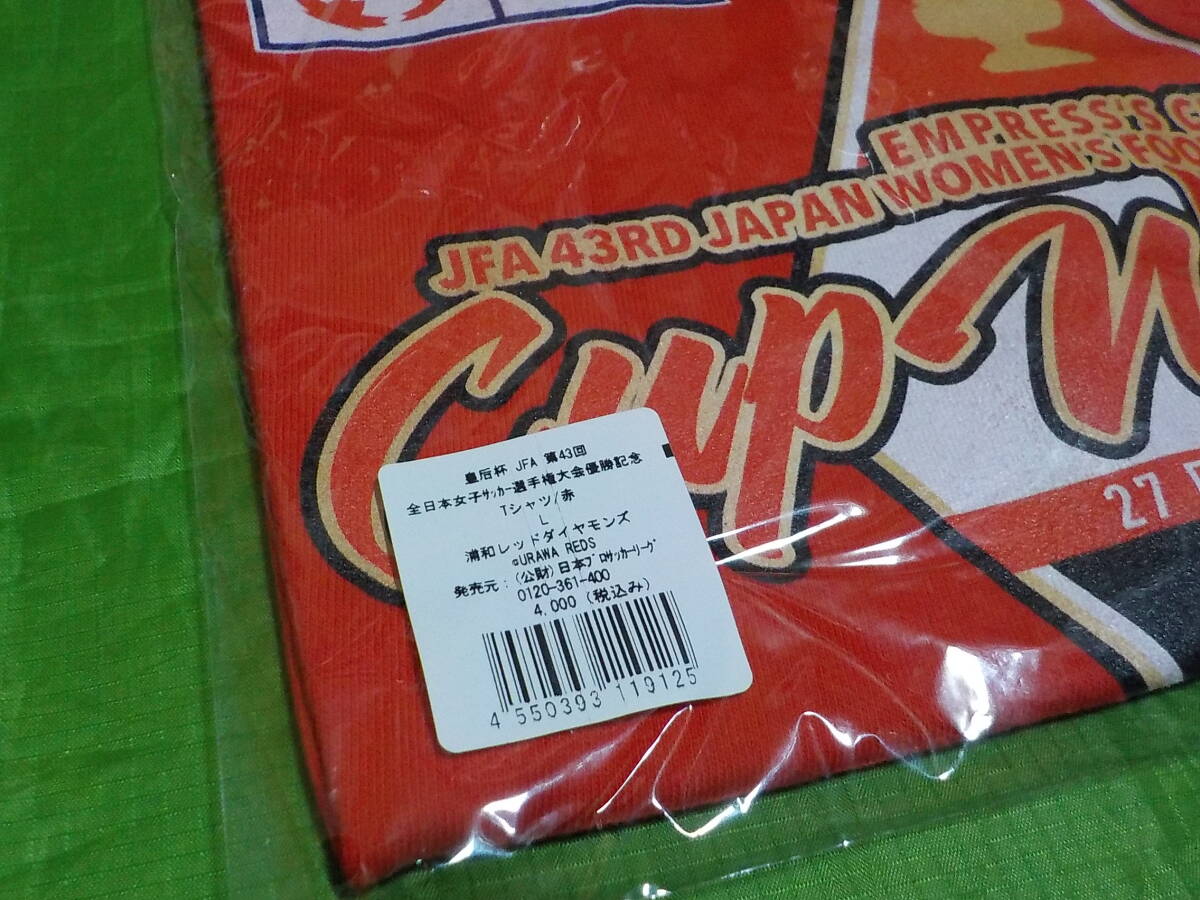 EMPRESS'S C
JFA 43RD JAPAN WOMEN'S FOO
Cup W
27
皇后杯 JFA 第43回
全日本女子サッカー選手権大会優勝記念
Tシャツ/赤
L
浦和レッドダイヤモンズ
©URAWA REDS
発売元:(公財)日本プロサッカーリーグ
0120-361-400
4,000 (税込み)
4 550393 119125